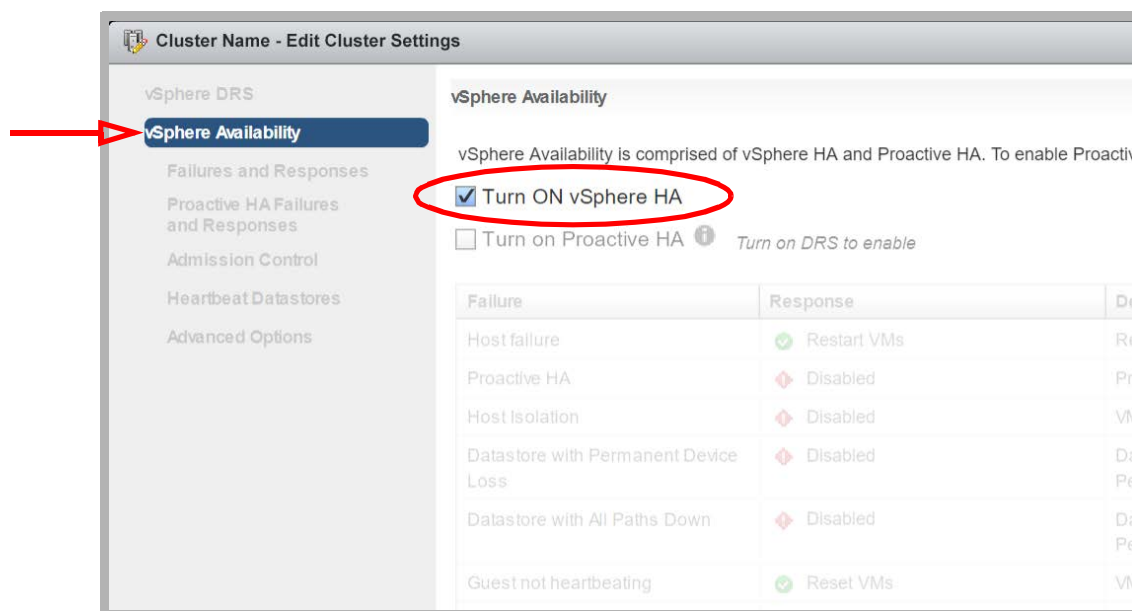 Cluster Name - Edit Cluster Settings
vSphere DRS
vSphere Availability
Failures and Responses
Proactive HA Failures
and Responses
Admission Control
Heartbeat Datastores
Advanced Options
vSphere Availability
vSphere Availability is comprised of vSphere HA and Proactive HA. To enable
Turn ON vSphere HA
Turn on Proactive HA Turn on DRS to enable
Failure Response
Host failure Restart VMs
Proactive HA Disabled
Host Isolation Disabled
Datastore with Permanent Device Disabled
Loss
Datastore with All Paths Down Disabled
Guest not heartbeating Reset VMs